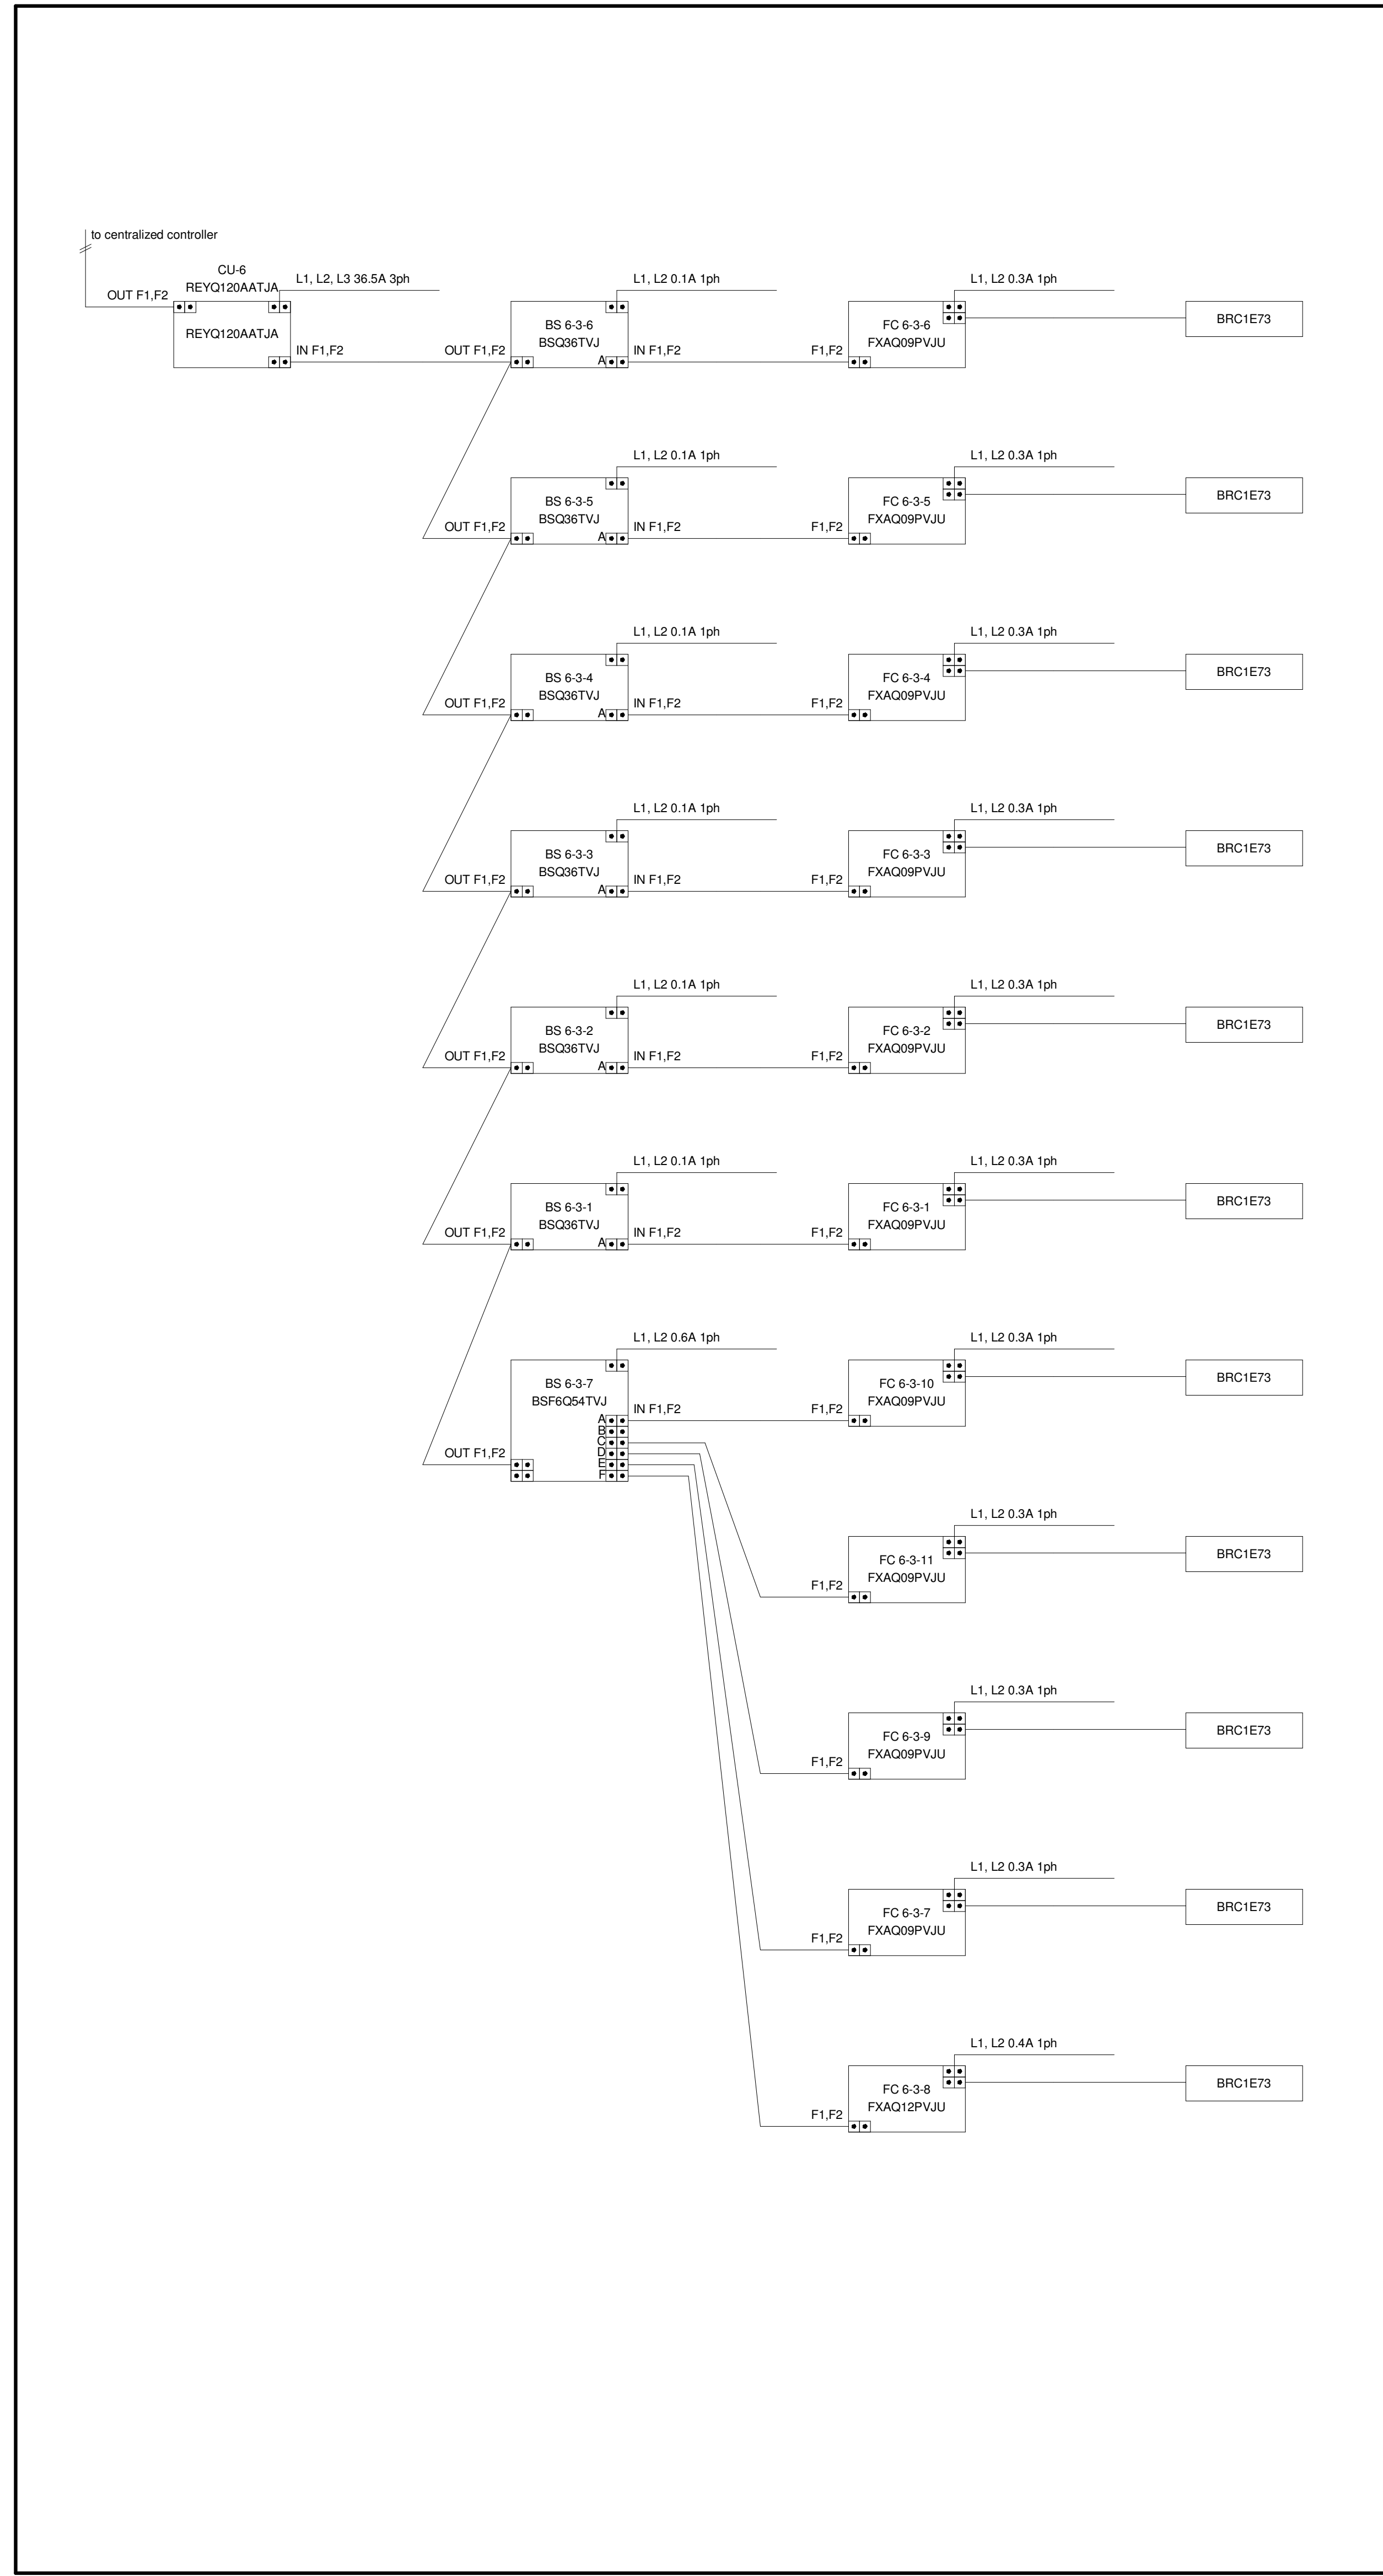 to centralized controller
CU-6
REYQ120AATJA
L1, L2, L3 36.5A 3ph
OUT F1,F2
REYQ120AATJA
IN F1,F2
L1, L2 0.1A 1ph
BS 6-3-6
BSQ36TVJ
OUT F1,F2
A
IN F1,F2
L1, L2 0.3A 1ph
FC 6-3-6
FXAQ09PVJU
F1,F2
BRC1E73
L1, L2 0.1A 1ph
BS 6-3-5
BSQ36TVJ
OUT F1,F2
A
IN F1,F2
L1, L2 0.3A 1ph
FC 6-3-5
FXAQ09PVJU
F1,F2
BRC1E73
L1, L2 0.1A 1ph
BS 6-3-4
BSQ36TVJ
OUT F1,F2
A
IN F1,F2
L1, L2 0.3A 1ph
FC 6-3-4
FXAQ09PVJU
F1,F2
BRC1E73
L1, L2 0.1A 1ph
BS 6-3-3
BSQ36TVJ
OUT F1,F2
A
IN F1,F2
L1, L2 0.3A 1ph
FC 6-3-3
FXAQ09PVJU
F1,F2
BRC1E73
L1, L2 0.1A 1ph
BS 6-3-2
BSQ36TVJ
OUT F1,F2
A
IN F1,F2
L1, L2 0.3A 1ph
FC 6-3-2
FXAQ09PVJU
F1,F2
BRC1E73
L1, L2 0.1A 1ph
BS 6-3-1
BSQ36TVJ
OUT F1,F2
A
IN F1,F2
L1, L2 0.3A 1ph
FC 6-3-1
FXAQ09PVJU
F1,F2
BRC1E73
L1, L2 0.6A 1ph
BS 6-3-7
BSF6Q54TVJ
OUT F1,F2
A
B
C
D
E
F
IN F1,F2
L1, L2 0.3A 1ph
FC 6-3-10
FXAQ09PVJU
F1,F2
BRC1E73
L1, L2 0.3A 1ph
FC 6-3-11
FXAQ09PVJU
F1,F2
BRC1E73
L1, L2 0.3A 1ph
FC 6-3-9
FXAQ09PVJU
F1,F2
BRC1E73
L1, L2 0.3A 1ph
FC 6-3-7
FXAQ09PVJU
F1,F2
BRC1E73
L1, L2 0.4A 1ph
FC 6-3-8
FXAQ12PVJU
F1,F2
BRC1E73